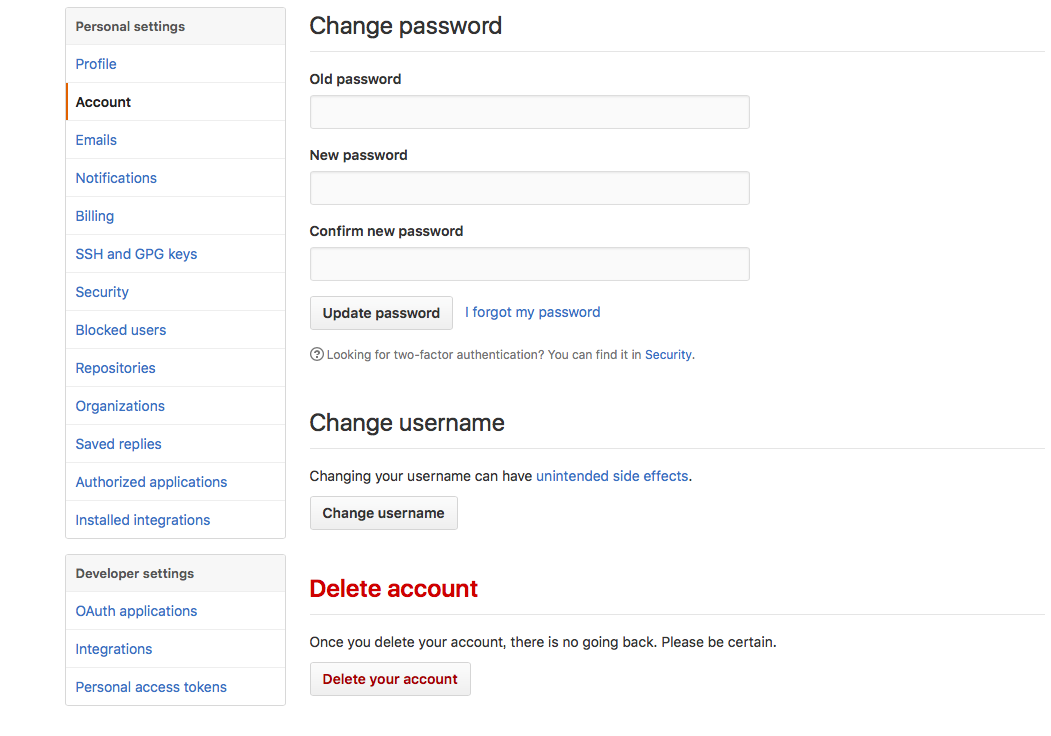 Personal settings
Profile
Account
Emails
Notifications
Billing
SSH and GPG keys
Security
Blocked users
Repositories
Organizations
Saved replies
Authorized applications
Installed integrations
Developer settings
OAuth applications
Integrations
Personal access tokens
Change password
Old password
New password
Confirm new password
Update password I forgot my password
Looking for two-factor authentication? You can find it in Security.
Change username
Changing your username can have unintended side effects.
Change username
Delete account
Once you delete your account, there is no going back. Please be certain.
Delete your account